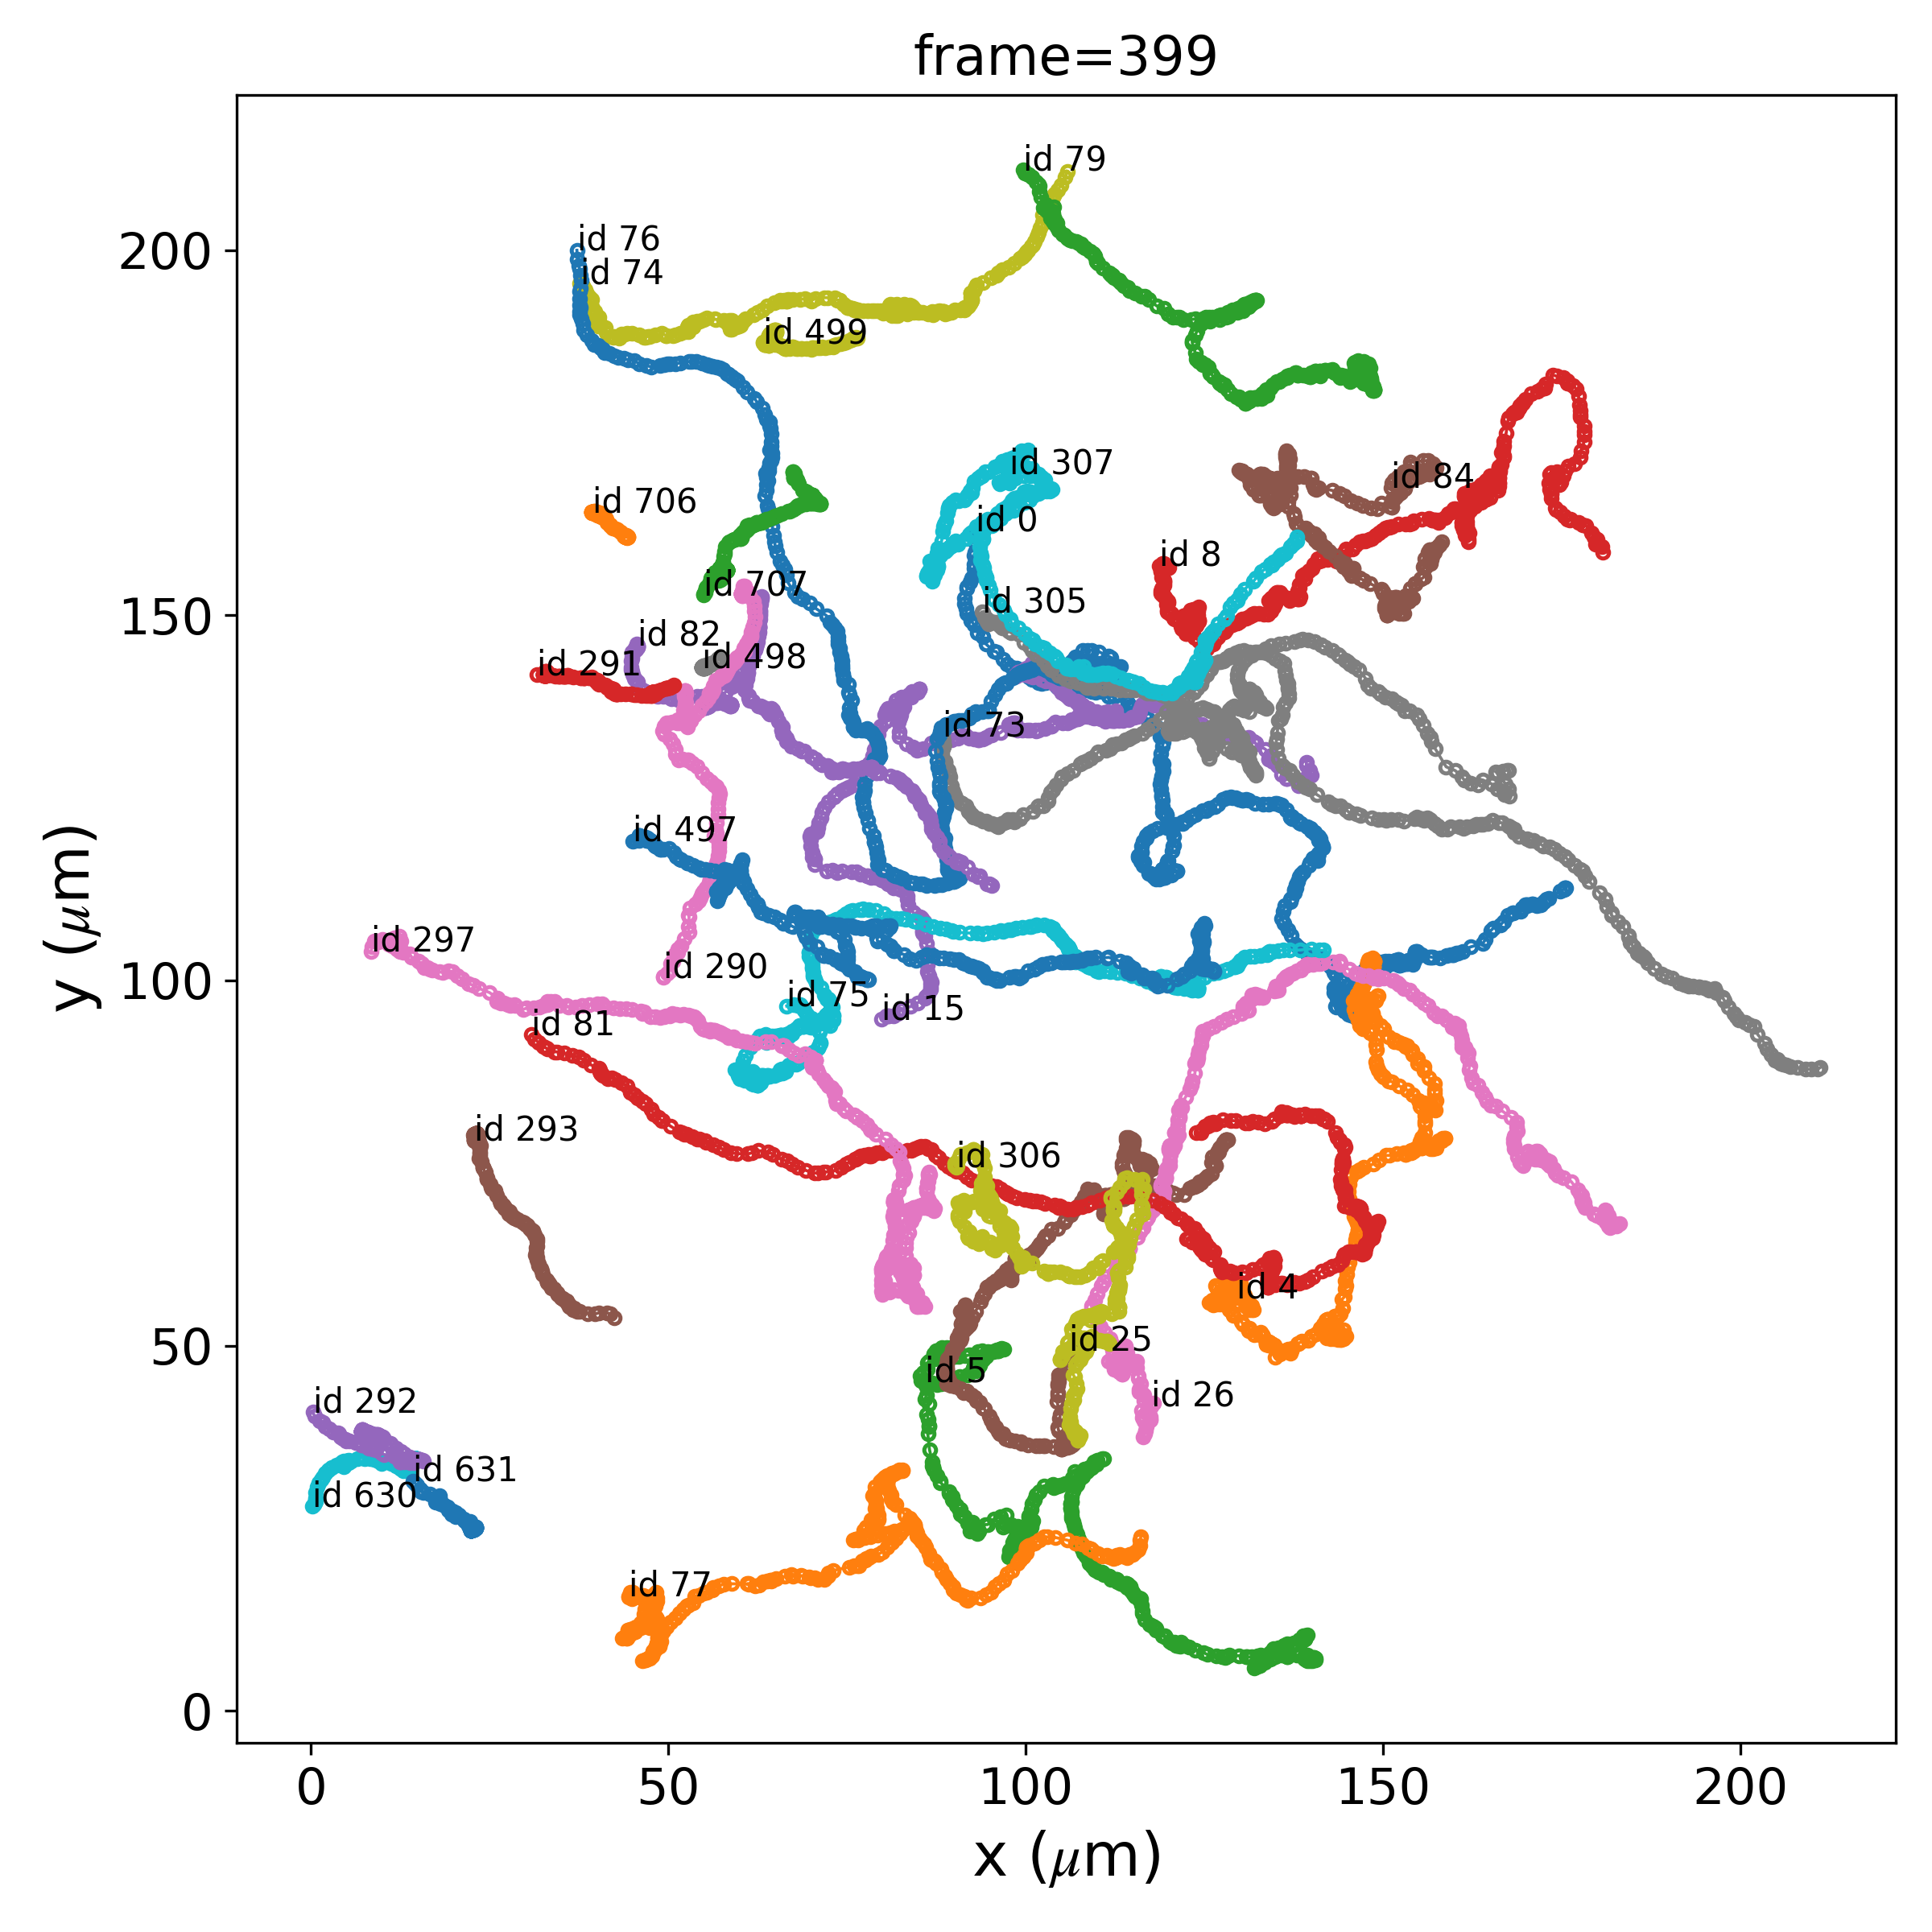 frame=399
id 79
id 76
id 74
id 499
id 307
id 84
id 706
id 0
id 8
id 707
id 305
id 82
id 291
id 498
id 73
id 497
id 297
id 290
id 75
id 15
id 81
id 293
id 306
id 4
id 25
id 5
id 26
id 292
id 631
id 630
id 77
200
150
100
50
0
y (μm)
0 50 100 150 200
x (μm)